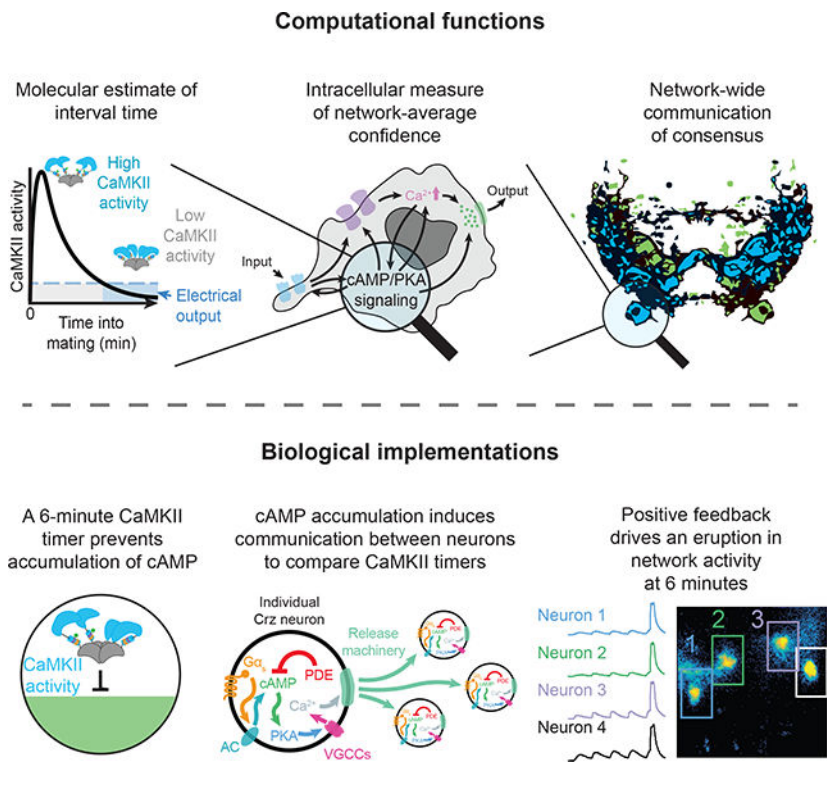 Computational functions
Molecular estimate of
interval time
CaMKII activity
High
CaMKII
activity
Low
CaMKII
activity
Electrical
output
0
Time into
mating (min)
Intracellular measure
of network-average
confidence
Input
Ca²⁺
Output
cAMP/PKA
signaling
Network-wide
communication
of consensus
Biological implementations
A 6-minute CaMKII
timer prevents
accumulation of cAMP
CaMKII
activity
cAMP accumulation induces
communication between neurons
to compare CaMKII timers
Individual
Crz neuron
Release
machinery
Gαs
cAMP
PDE
Ca²⁺
AC
PKA
VGCCs
Positive feedback
drives an eruption in
network activity
at 6 minutes
Neuron 1
Neuron 2
Neuron 3
Neuron 4
1
2
3